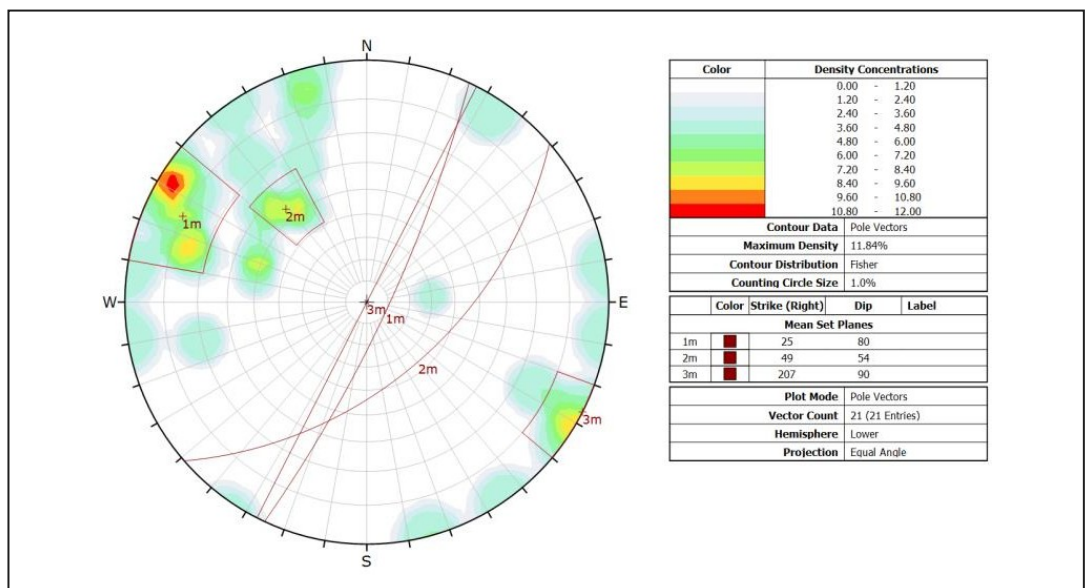 N
W
E
S
1m
2m
3m
1m
2m
3m
Color Density Concentrations
0.00 - 1.20
1.20 - 2.40
2.40 - 3.60
3.60 - 4.80
4.80 - 6.00
6.00 - 7.20
7.20 - 8.40
8.40 - 9.60
9.60 - 10.80
10.80 - 12.00
Contour Data Pole Vectors
Maximum Density 11.84%
Contour Distribution Fisher
Counting Circle Size 1.0%
Color Strike (Right) Dip Label
Mean Set Planes
1m 25 80
2m 49 54
3m 207 90
Plot Mode Pole Vectors
Vector Count 21 (21 Entries)
Hemisphere Lower
Projection Equal Angle